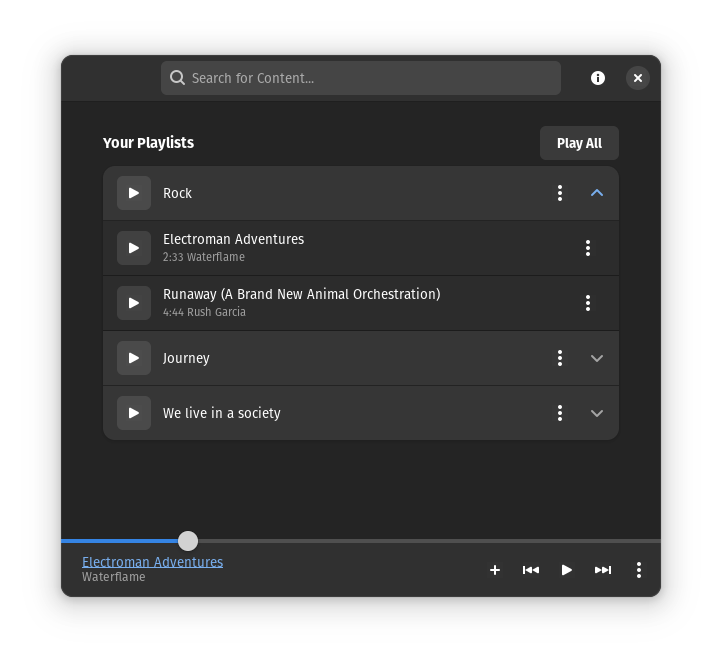 Search for Content...
Your Playlists
Play All
Rock
Electroman Adventures
2:33 Waterflame
Runaway (A Brand New Animal Orchestration)
4:44 Rush Garcia
Journey
We live in a society
Electroman Adventures
Waterflame